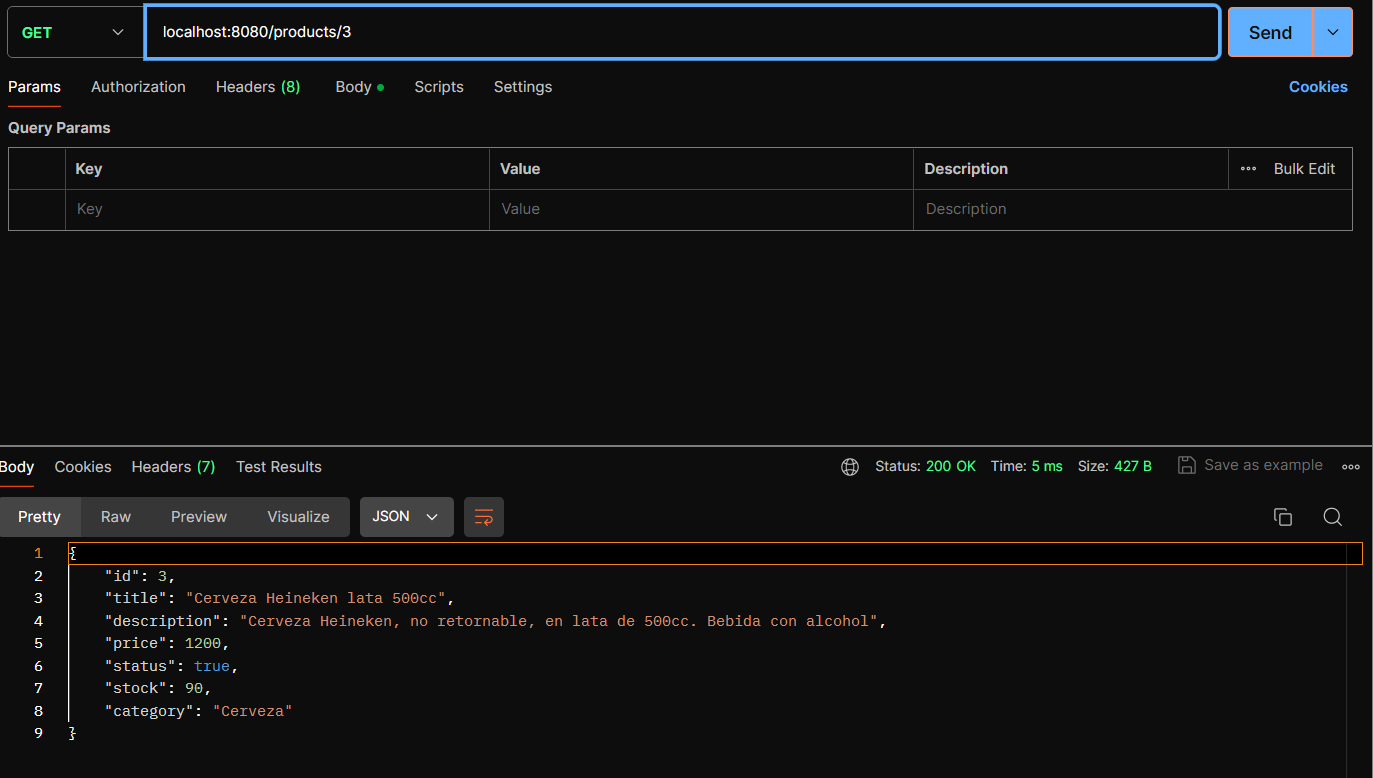 GET localhost:8080/products/3 Send
Params Authorization Headers (8) Body Scripts Settings Cookies
Query Params
Key Value Description Bulk Edit
Key Value Description
Body Cookies Headers (7) Test Results Status: 200 OK Time: 5 ms Size: 427 B Save as example
Pretty Raw Preview Visualize JSON
1 {
2 "id": 3,
3 "title": "Cerveza Heineken lata 500cc",
4 "description": "Cerveza Heineken, no retornable, en lata de 500cc. Bebida con alcohol",
5 "price": 1200,
6 "status": true,
7 "stock": 90,
8 "category": "Cerveza"
9 }